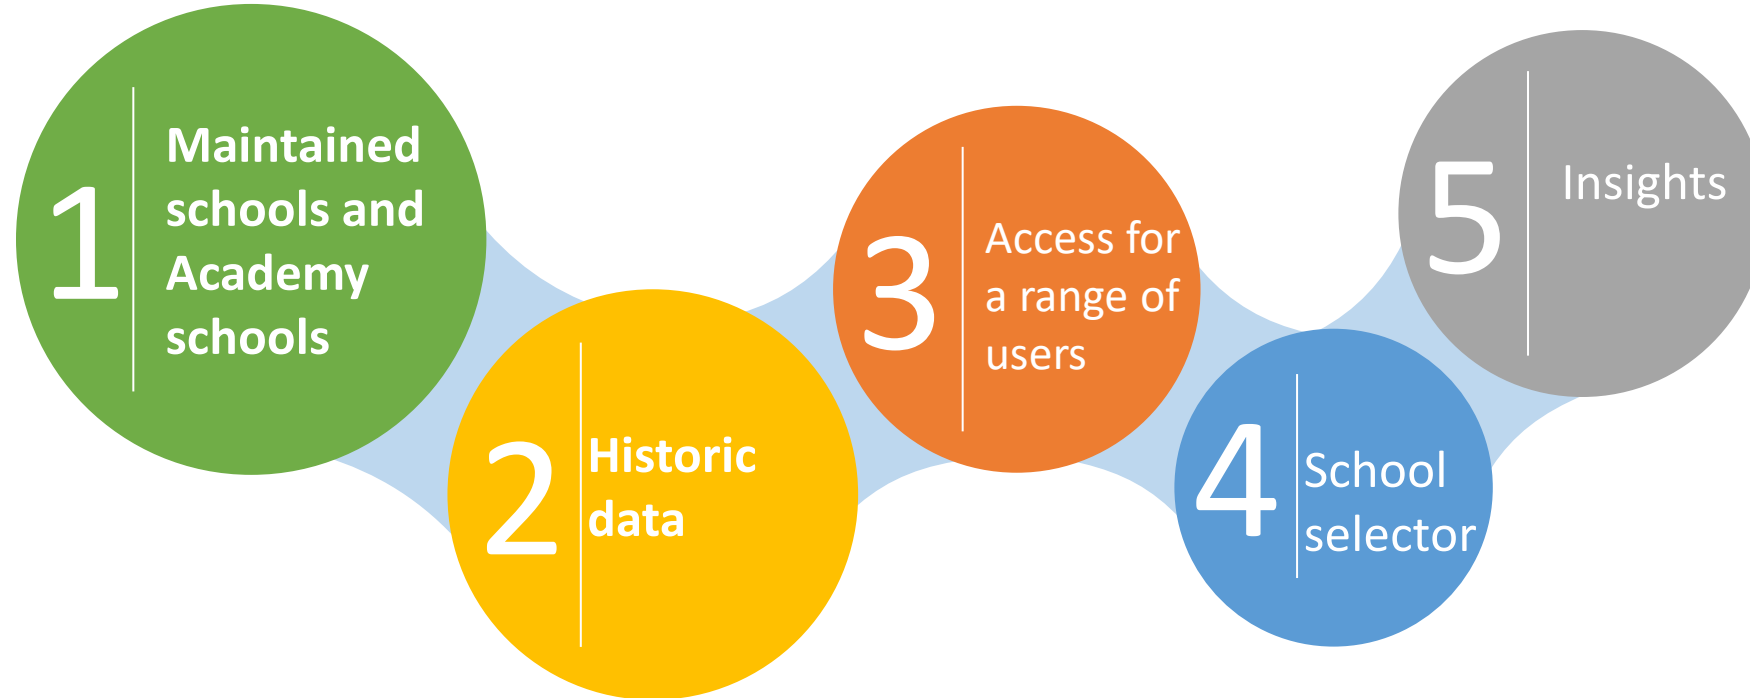 1
Maintained
schools and
Academy
schools
2
Historic
data
3
Access for
a range of
users
4
School
selector
5
Insights